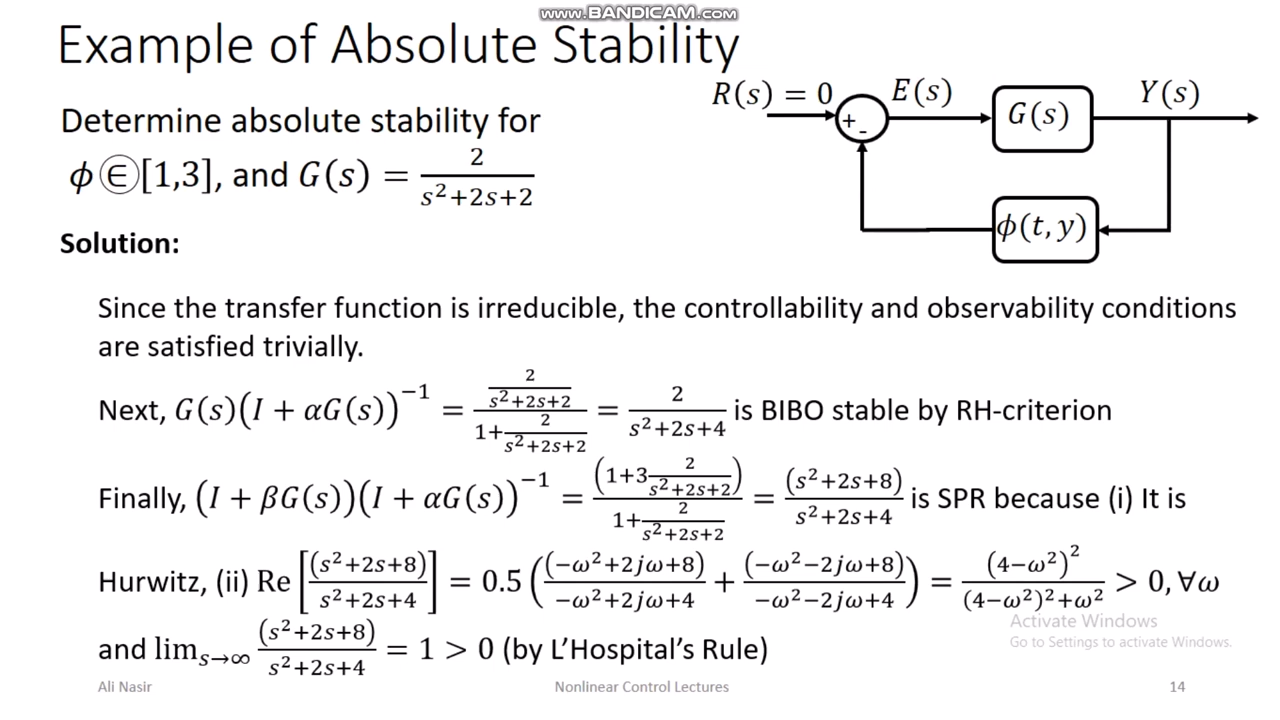 www.BANDICAM.com
Example of Absolute Stability
R(s) = 0
E(s)
G(s)
Y(s)
ϕ(t, y)
+
-
Determine absolute stability for
ϕ ∈ [1,3], and G(s) = 2/(s²+2s+2)
Solution:
Since the transfer function is irreducible, the controllability and observability conditions
are satisfied trivially.
Next, G(s)(I + αG(s))⁻¹ = (2/(s²+2s+2))/(1+2/(s²+2s+2)) = 2/(s²+2s+4) is BIBO stable by RH-criterion
Finally, (I + βG(s))(I + αG(s))⁻¹ = (1+3 2/(s²+2s+2))/(1+2/(s²+2s+2)) = (s²+2s+8)/(s²+2s+4) is SPR because (i) It is
Hurwitz, (ii) Re[(s²+2s+8)/(s²+2s+4)] = 0.5((-ω²+2jω+8)/(-ω²+2jω+4) + (-ω²-2jω+8)/(-ω²-2jω+4)) = (4-ω²)²/((4-ω²)²+ω²) > 0, ∀ω
and lim s→∞ (s²+2s+8)/(s²+2s+4) = 1 > 0 (by L'Hospital's Rule)
Activate Windows
Go to Settings to activate Windows.
Ali Nasir
Nonlinear Control Lectures
14